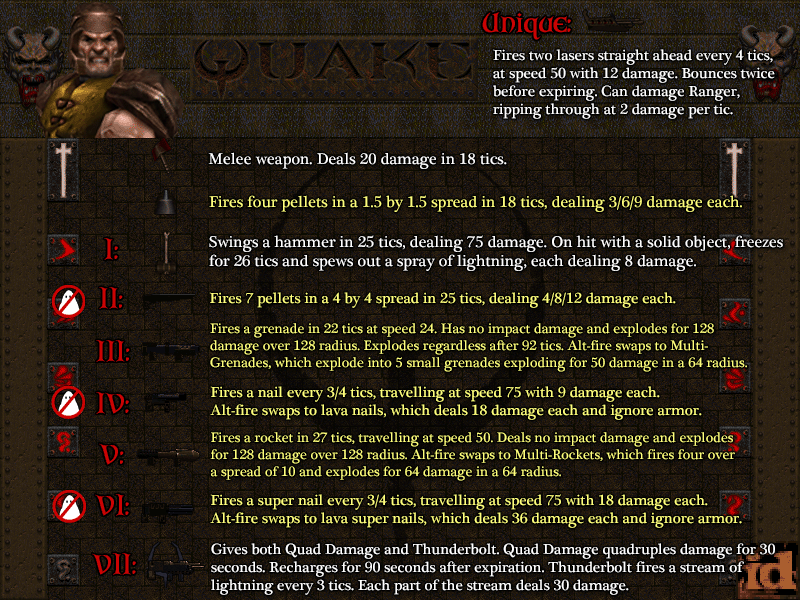 Unique:
QUAKE
Fires two lasers straight ahead every 4 tics,
at speed 50 with 12 damage. Bounces twice
before expiring. Can damage Ranger,
ripping through at 2 damage per tic.
Melee weapon. Deals 20 damage in 18 tics.
Fires four pellets in a 1.5 by 1.5 spread in 18 tics, dealing 3/6/9 damage each.
I:
Swings a hammer in 25 tics, dealing 75 damage. On hit with a solid object, freezes
for 26 tics and spews out a spray of lightning, each dealing 8 damage.
II:
Fires 7 pellets in a 4 by 4 spread in 25 tics, dealing 4/8/12 damage each.
III:
Fires a grenade in 22 tics at speed 24. Has no impact damage and explodes for 128
damage over 128 radius. Explodes regardless after 92 tics. Alt-fire swaps to Multi-
Grenades, which explode into 5 small grenades exploding for 50 damage in a 64 radius.
IV:
Fires a nail every 3/4 tics, travelling at speed 75 with 9 damage each.
Alt-fire swaps to lava nails, which deals 18 damage each and ignore armor.
V:
Fires a rocket in 27 tics, travelling at speed 50. Deals no impact damage and explodes
for 128 damage over 128 radius. Alt-fire swaps to Multi-Rockets, which fires four over
a spread of 10 and explodes for 64 damage in a 64 radius.
VI:
Fires a super nail every 3/4 tics, travelling at speed 75 with 18 damage each.
Alt-fire swaps to lava super nails, which deals 36 damage each and ignore armor.
VII:
Gives both Quad Damage and Thunderbolt. Quad Damage quadruples damage for 30
seconds. Recharges for 90 seconds after expiration. Thunderbolt fires a stream of
lightning every 3 tics. Each part of the stream deals 30 damage.
id